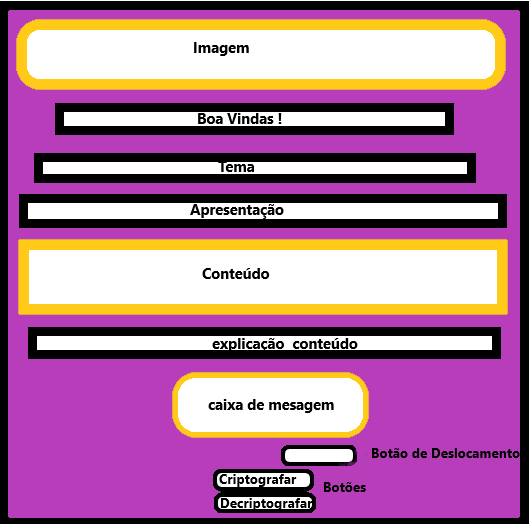 Imagem
Boa Vindas !
Tema
Apresentação
Conteúdo
explicação conteúdo
caixa de mesagem
Botão de Deslocamento
Criptografar
Botões
Decriptografar